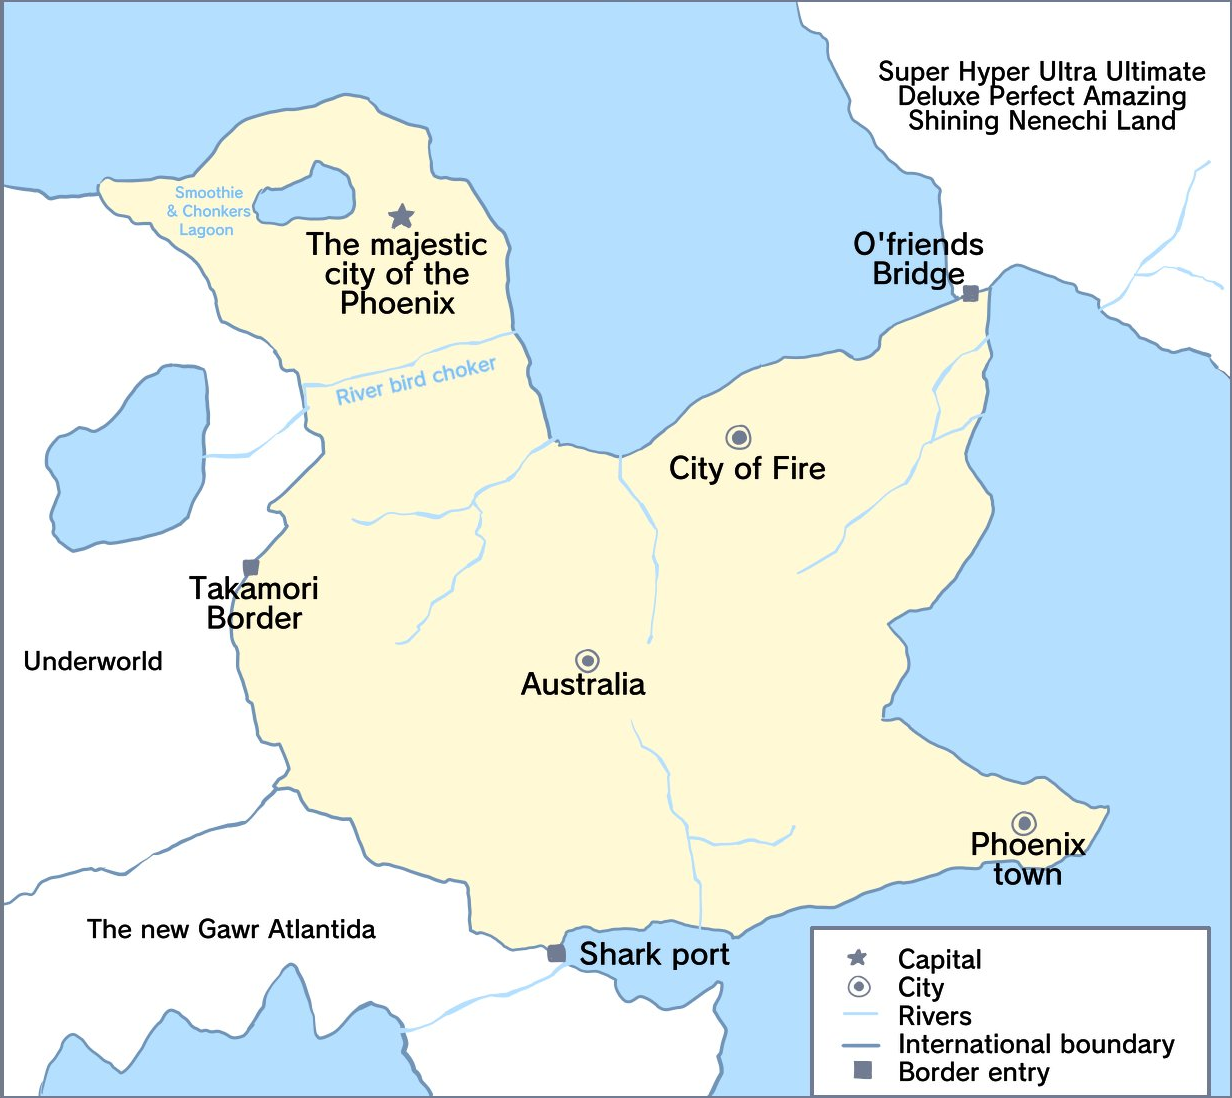 Super Hyper Ultra Ultimate
Deluxe Perfect Amazing
Shining Nenechi Land
Smoothie
& Chonkers
Lagoon
The majestic
city of the
Phoenix
O'friends
Bridge
River bird choker
City of Fire
Takamori
Border
Underworld
Australia
Phoenix
town
The new Gawr Atlantida
Shark port
Capital
City
Rivers
International boundary
Border entry